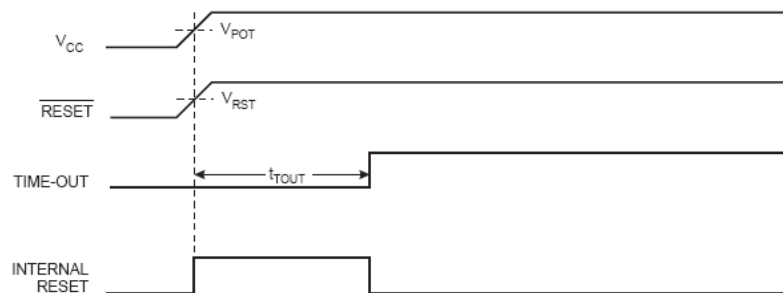 VCC
VPOT
RESET
VRST
TIME-OUT
tTOUT
INTERNAL
RESET